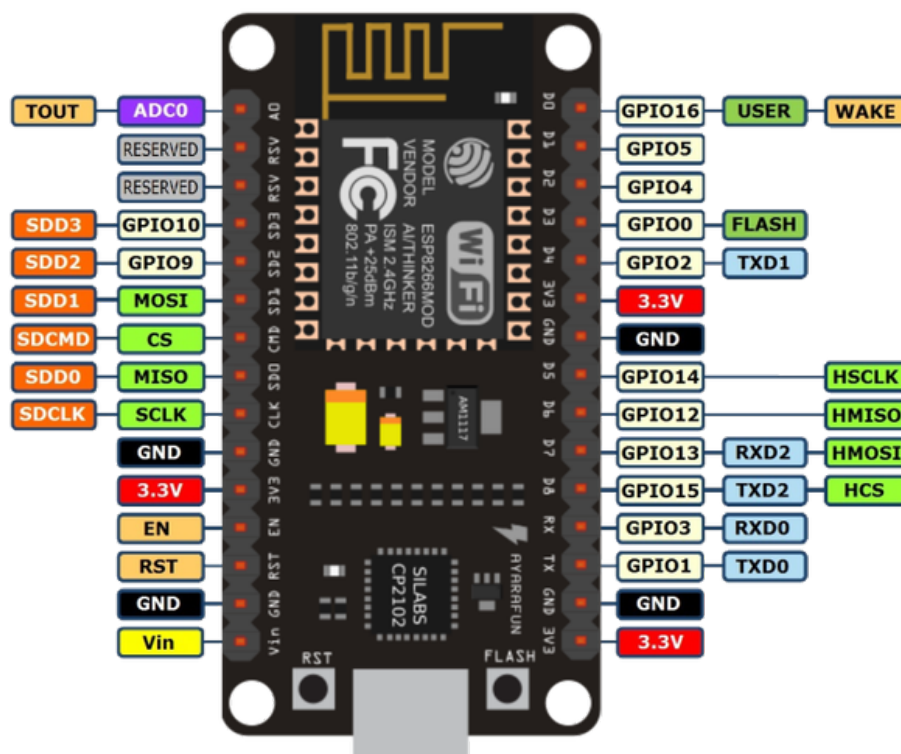 TOUT ADC0 A0 D0 GPIO16 USER WAKE
RESERVED RSV D1 GPIO5
RESERVED RSV D2 GPIO4
SDD3 GPIO10 SD3 D3 GPIO0 FLASH
SDD2 GPIO9 SD2 D4 GPIO2 TXD1
SDD1 MOSI SD1 3V3 3.3V
SDCMD CS CMD GND GND
SDD0 MISO SD0 D5 GPIO14 HSCLK
SDCLK SCLK CLK D6 GPIO12 HMISO
GND GND D7 GPIO13 RXD2 HMOSI
3.3V 3V3 D8 GPIO15 TXD2 HCS
EN EN RX GPIO3 RXD0
RST RST TX GPIO1 TXD0
GND GND GND GND
Vin Vin 3V3 3.3V
MODEL ESP8266MOD
VENDOR AI/THINKER
ISM 2.4GHz
PA +25dBm
802.11b/g/n
FC
WiFi
AM1117
SILABS
CP2102
AYARAFUN
RST
FLASH